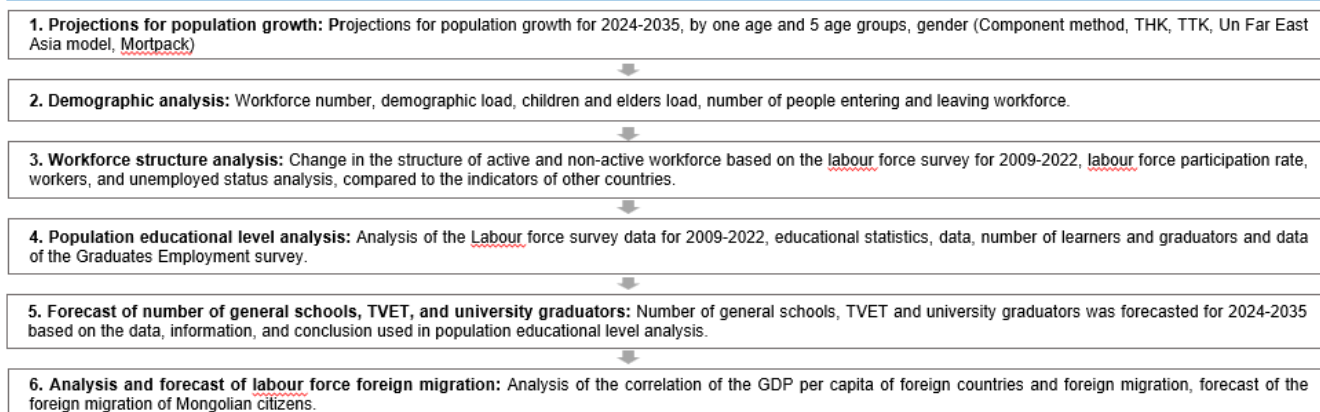 1. Projections for population growth: Projections for population growth for 2024-2035, by one age and 5 age groups, gender (Component method, THK, TTK, Un Far East
Asia model, Mortpack)
2. Demographic analysis: Workforce number, demographic load, children and elders load, number of people entering and leaving workforce.
3. Workforce structure analysis: Change in the structure of active and non-active workforce based on the labour force survey for 2009-2022, labour force participation rate,
workers, and unemployed status analysis, compared to the indicators of other countries.
4. Population educational level analysis: Analysis of the Labour force survey data for 2009-2022, educational statistics, data, number of learners and graduators and data
of the Graduates Employment survey.
5. Forecast of number of general schools, TVET, and university graduators: Number of general schools, TVET and university graduators was forecasted for 2024-2035
based on the data, information, and conclusion used in population educational level analysis.
6. Analysis and forecast of labour force foreign migration: Analysis of the correlation of the GDP per capita of foreign countries and foreign migration, forecast of the
foreign migration of Mongolian citizens.